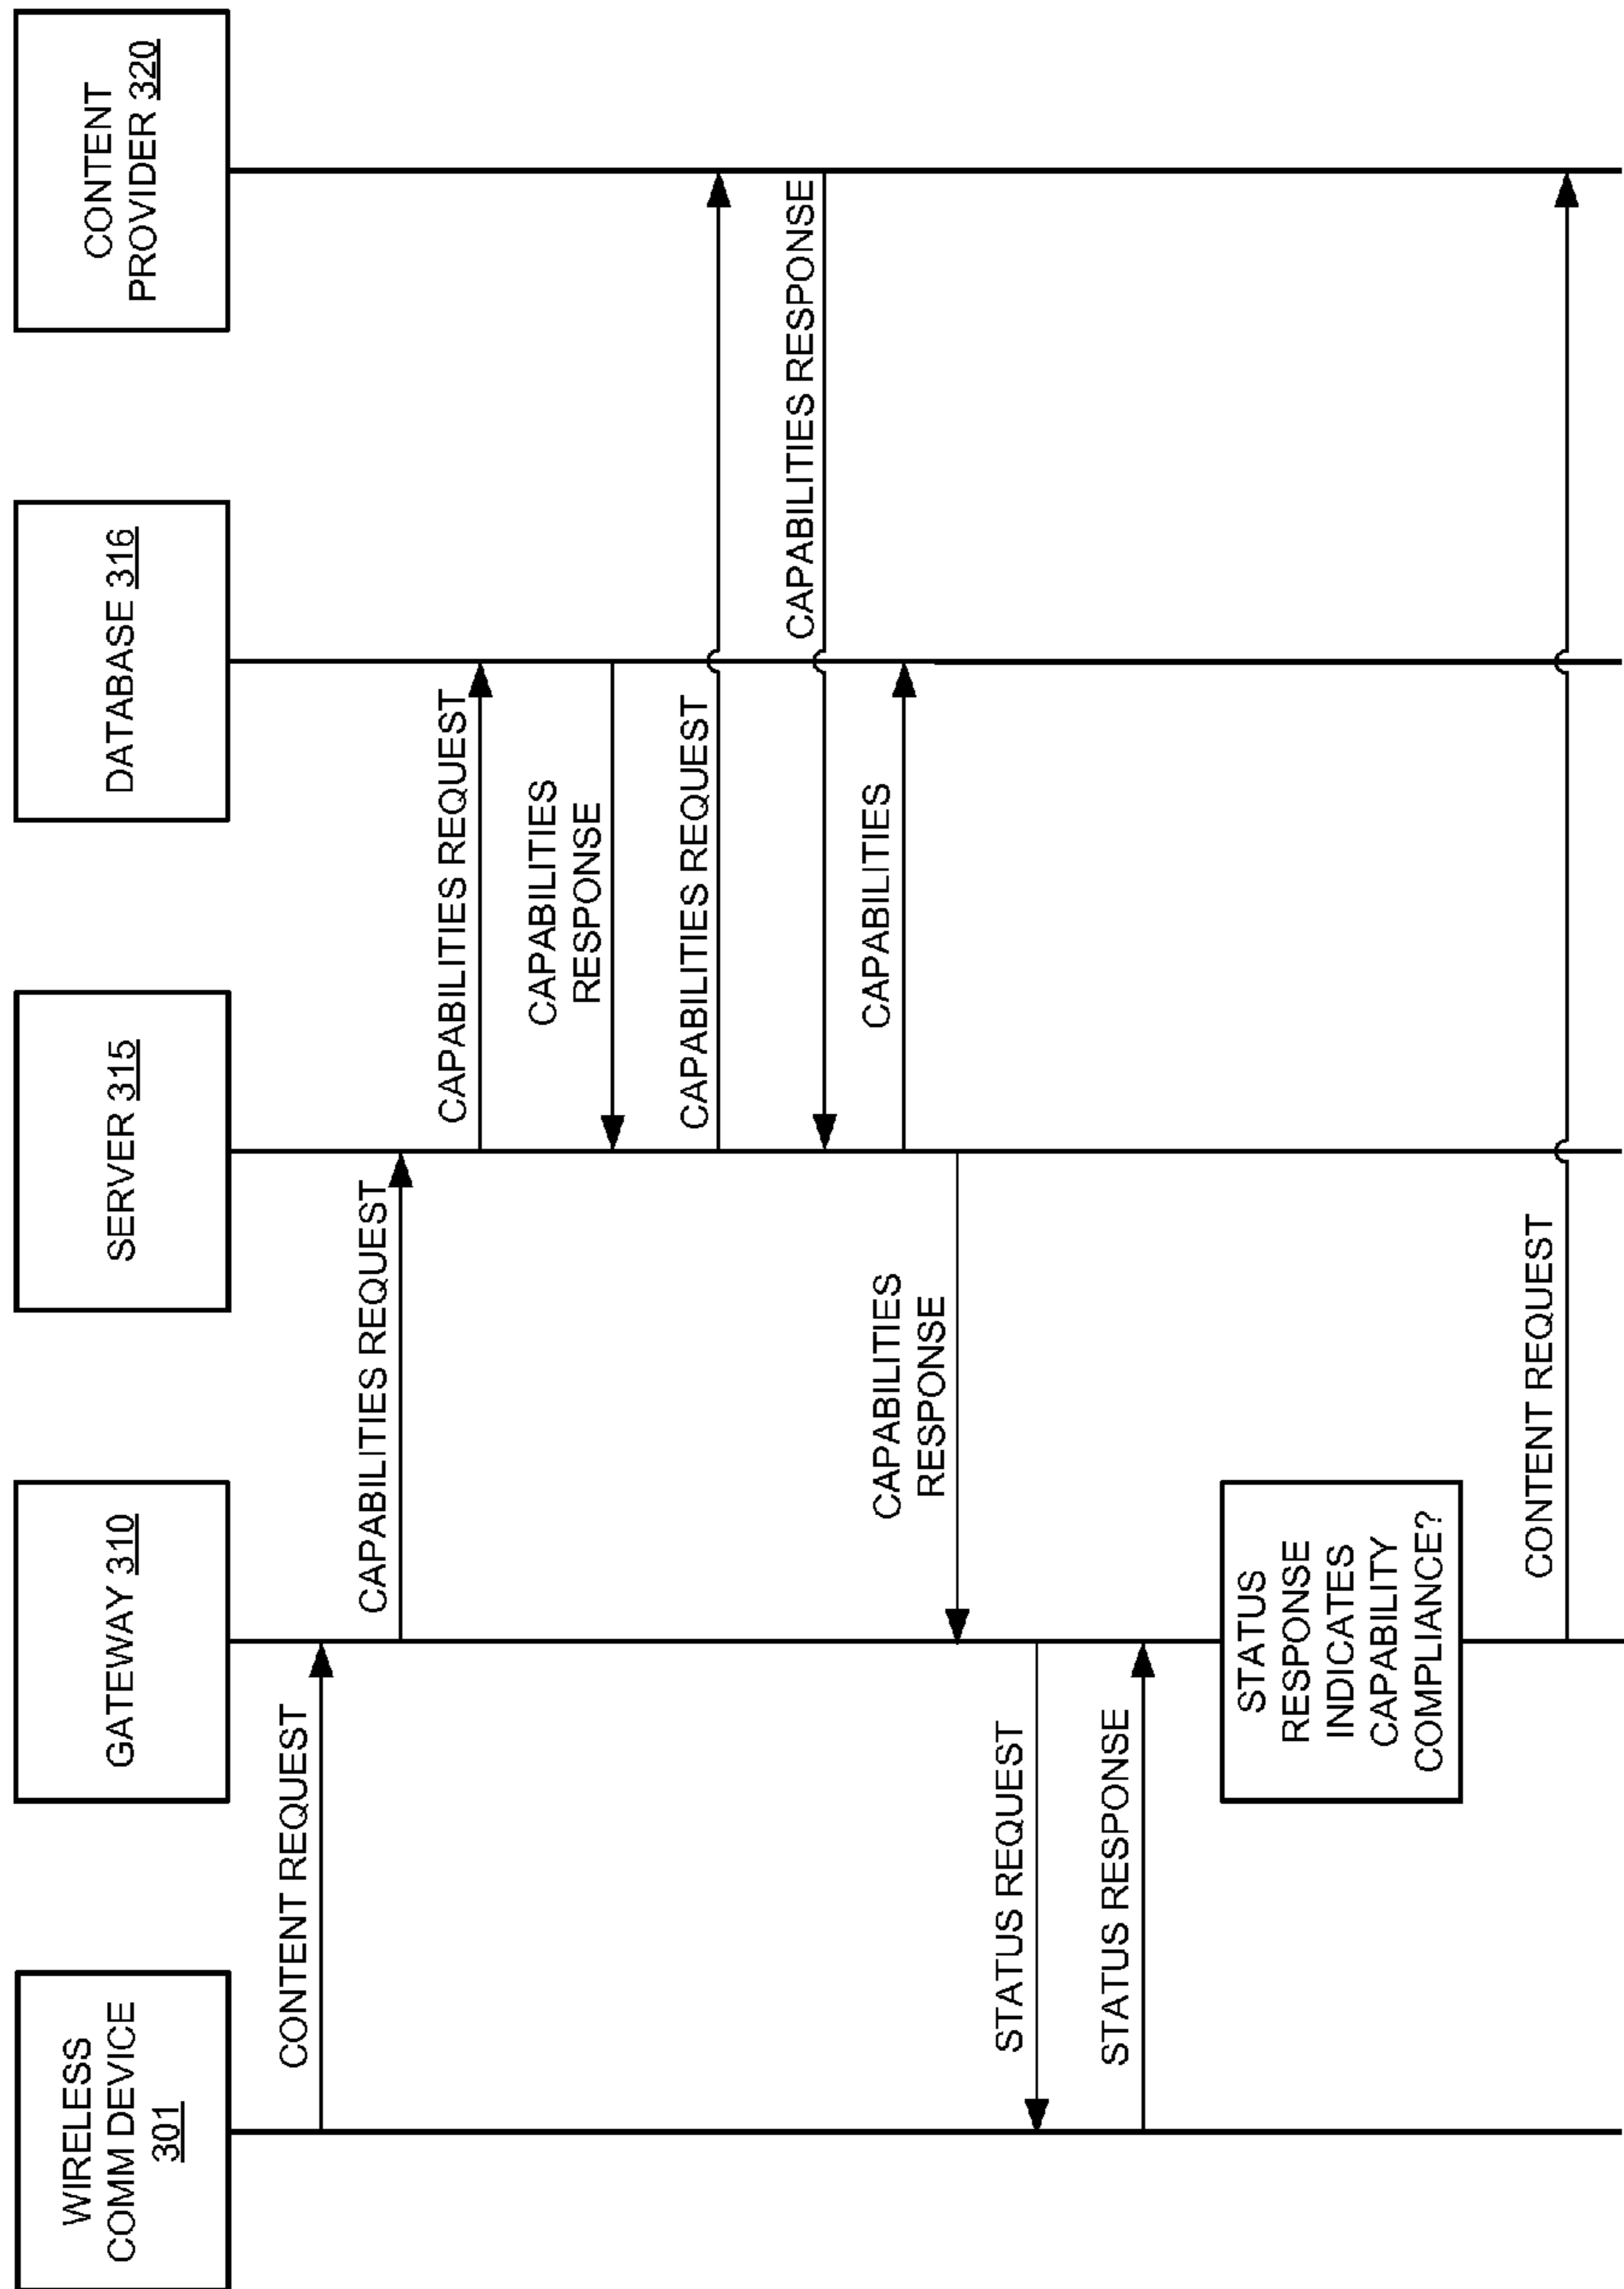 WIRELESS
COMM DEVICE
301
GATEWAY 310
SERVER 315
DATABASE 316
CONTENT
PROVIDER 320
CONTENT REQUEST
CAPABILITIES REQUEST
CAPABILITIES REQUEST
CAPABILITIES
RESPONSE
CAPABILITIES REQUEST
CAPABILITIES RESPONSE
CAPABILITIES
CAPABILITIES
RESPONSE
STATUS REQUEST
STATUS RESPONSE
STATUS
RESPONSE
INDICATES
CAPABILITY
COMPLIANCE?
CONTENT REQUEST